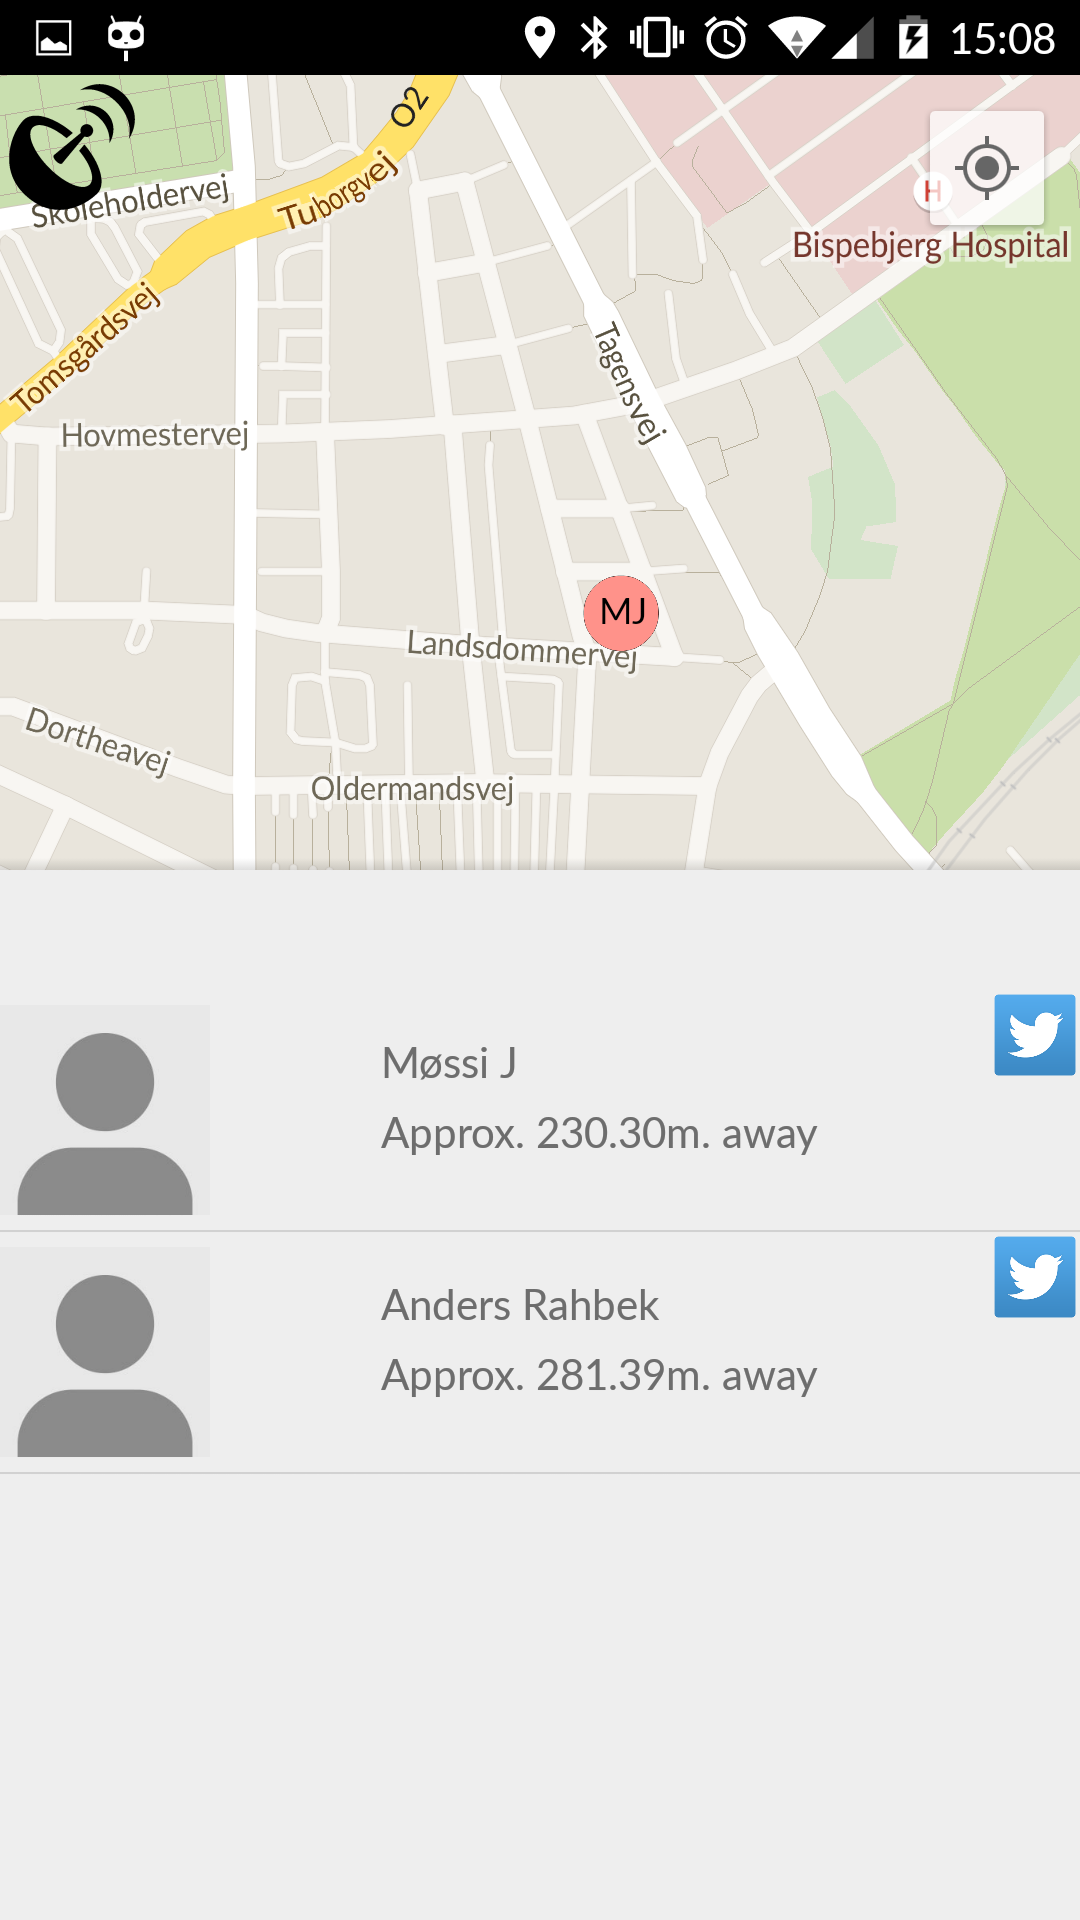 15:08
O2
Skoleholdervej
Tuborgvej
H
Bispebjerg Hospital
Tomsgårdsvej
Tagensvej
Hovmestervej
MJ
Landsdommervej
Dortheavej
Oldermandsvej
Møssi J
Approx. 230.30m. away
Anders Rahbek
Approx. 281.39m. away